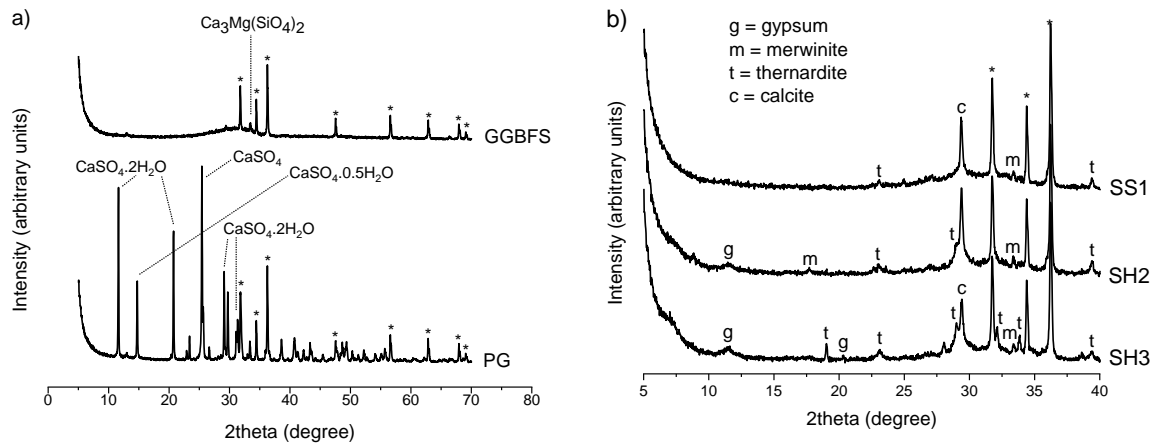 a)
Ca3Mg(SiO4)2
* * * * * * * *
GGBFS
CaSO4
CaSO4.2H2O
CaSO4.0.5H2O
CaSO4.2H2O
* * * * * * * *
PG
Intensity (arbitrary units)
0 10 20 30 40 50 60 70 80
2theta (degree)
b)
g = gypsum
m = merwinite
t = thernardite
c = calcite
t c * m * * t
SS1
g m t t c m t
SH2
g t g t t c t m t t
SH3
Intensity (arbitrary units)
5 10 15 20 25 30 35 40
2theta (degree)